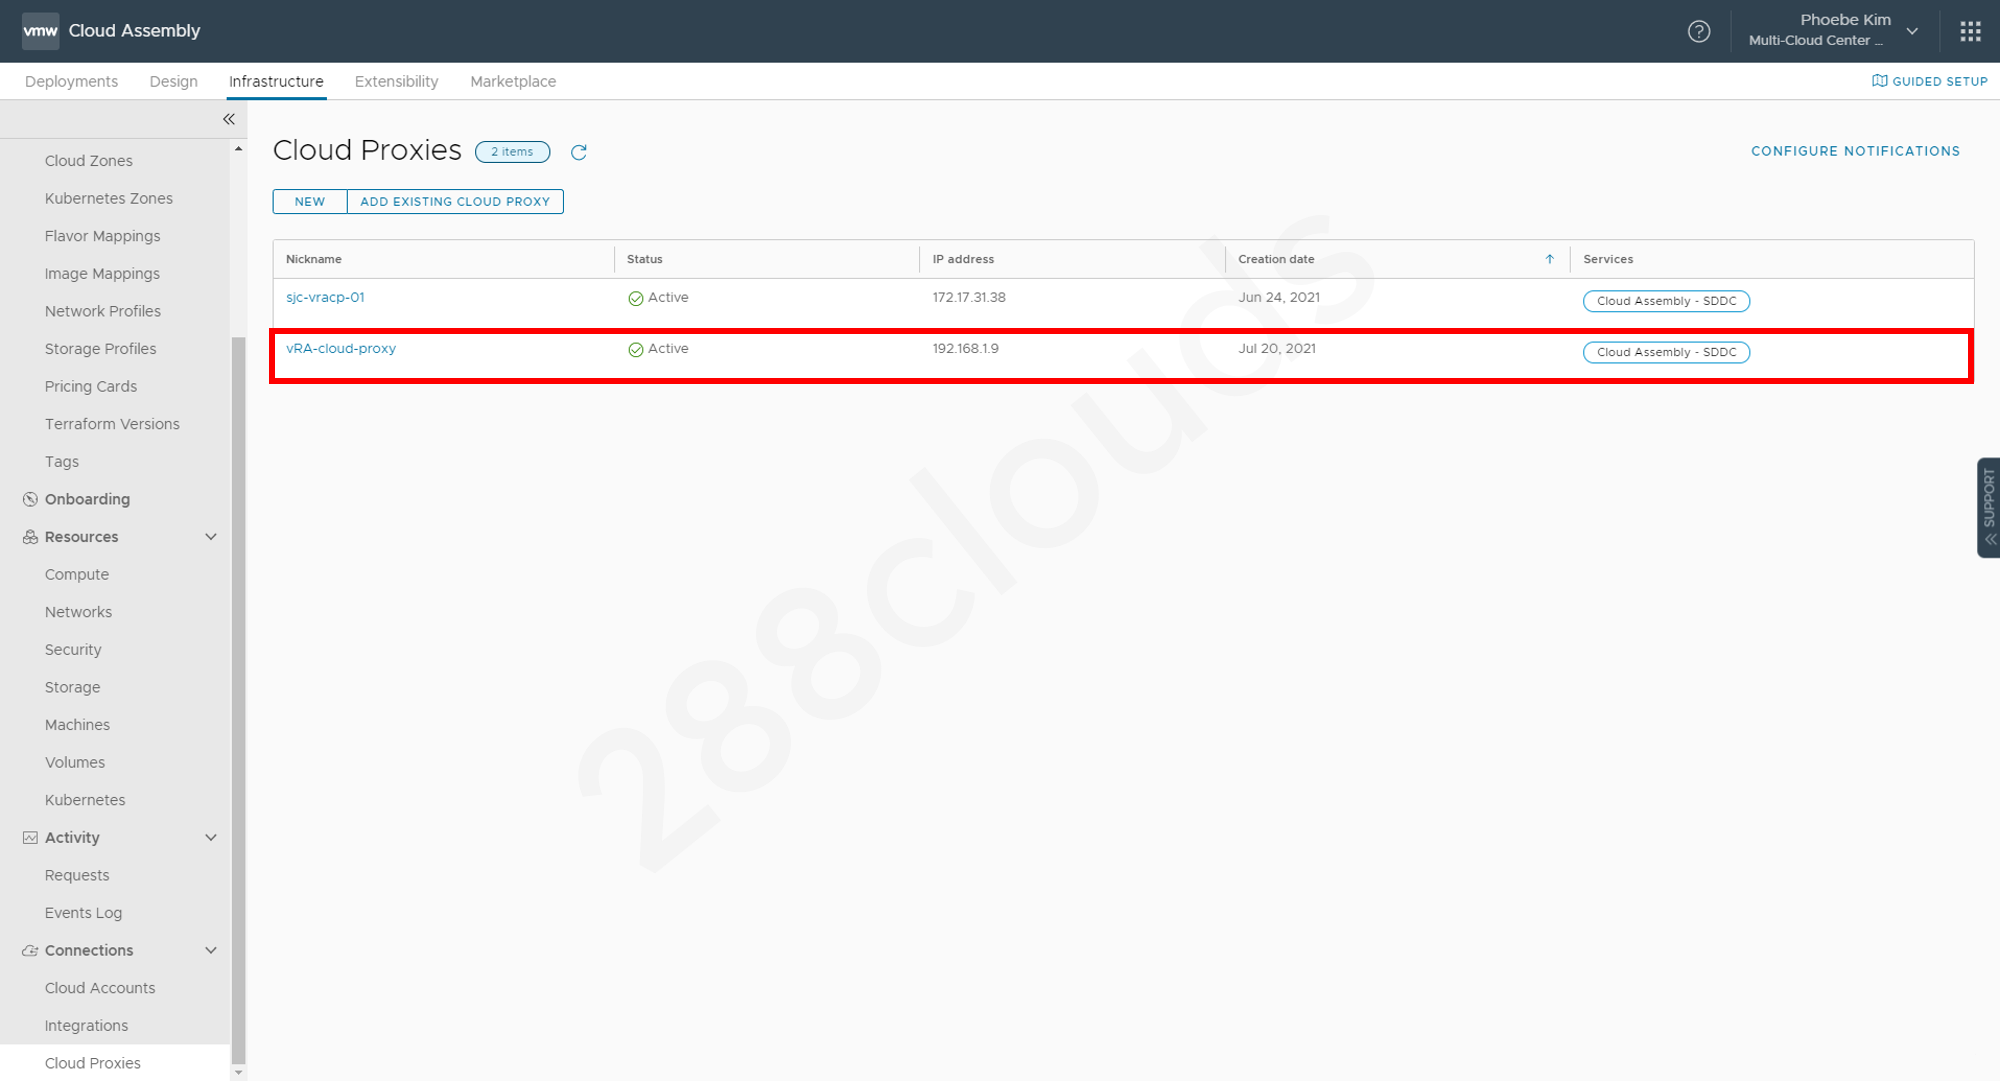 vmw Cloud Assembly
Phoebe Kim
Multi-Cloud Center ...
Deployments Design Infrastructure Extensibility Marketplace
GUIDED SETUP
Cloud Zones
Kubernetes Zones
Flavor Mappings
Image Mappings
Network Profiles
Storage Profiles
Pricing Cards
Terraform Versions
Tags
Onboarding
Resources
Compute
Networks
Security
Storage
Machines
Volumes
Kubernetes
Activity
Requests
Events Log
Connections
Cloud Accounts
Integrations
Cloud Proxies
Cloud Proxies 2 items
CONFIGURE NOTIFICATIONS
NEW ADD EXISTING CLOUD PROXY
Nickname Status IP address Creation date Services
sjc-vracp-01 Active 172.17.31.38 Jun 24, 2021 Cloud Assembly - SDDC
vRA-cloud-proxy Active 192.168.1.9 Jul 20, 2021 Cloud Assembly - SDDC
288clouds
SUPPORT